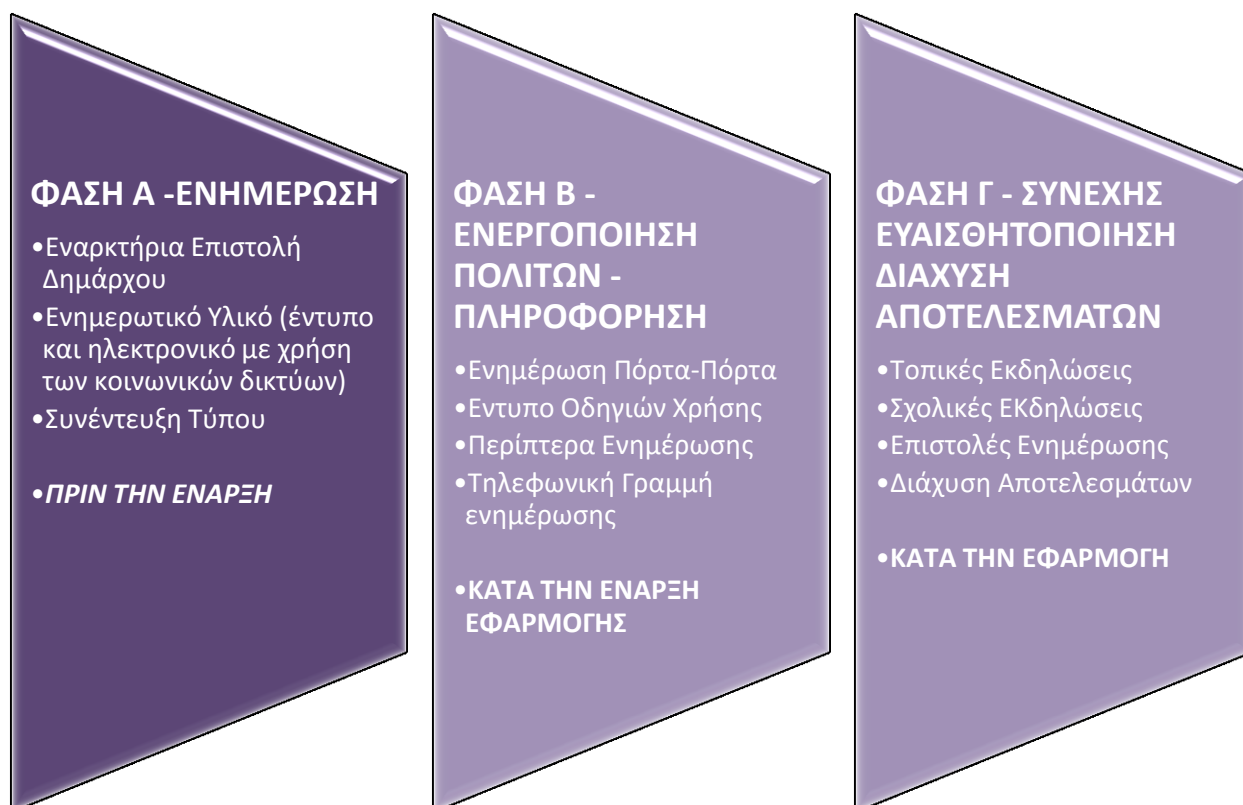 ΦΑΣΗ Α -ΕΝΗΜΕΡΩΣΗ
•Εναρκτήρια Επιστολή
Δημάρχου
•Ενημερωτικό Υλικό (έντυπο
και ηλεκτρονικό με χρήση
των κοινωνικών δικτύων)
•Συνέντευξη Τύπου
•ΠΡΙΝ ΤΗΝ ΕΝΑΡΞΗ
ΦΑΣΗ Β -
ΕΝΕΡΓΟΠΟΙΗΣΗ
ΠΟΛΙΤΩΝ -
ΠΛΗΡΟΦΟΡΗΣΗ
•Ενημέρωση Πόρτα-Πόρτα
•Εντυπο Οδηγιών Χρήσης
•Περίπτερα Ενημέρωσης
•Τηλεφωνική Γραμμή
ενημέρωσης
•ΚΑΤΑ ΤΗΝ ΕΝΑΡΞΗ
ΕΦΑΡΜΟΓΗΣ
ΦΑΣΗ Γ - ΣΥΝΕΧΗΣ
ΕΥΑΙΣΘΗΤΟΠΟΙΗΣΗ
ΔΙΑΧΥΣΗ
ΑΠΟΤΕΛΕΣΜΑΤΩΝ
•Τοπικές Εκδηλώσεις
•Σχολικές ΕΚδηλώσεις
•Επιστολές Ενημέρωσης
•Διάχυση Αποτελεσμάτων
•ΚΑΤΑ ΤΗΝ ΕΦΑΡΜΟΓΗ